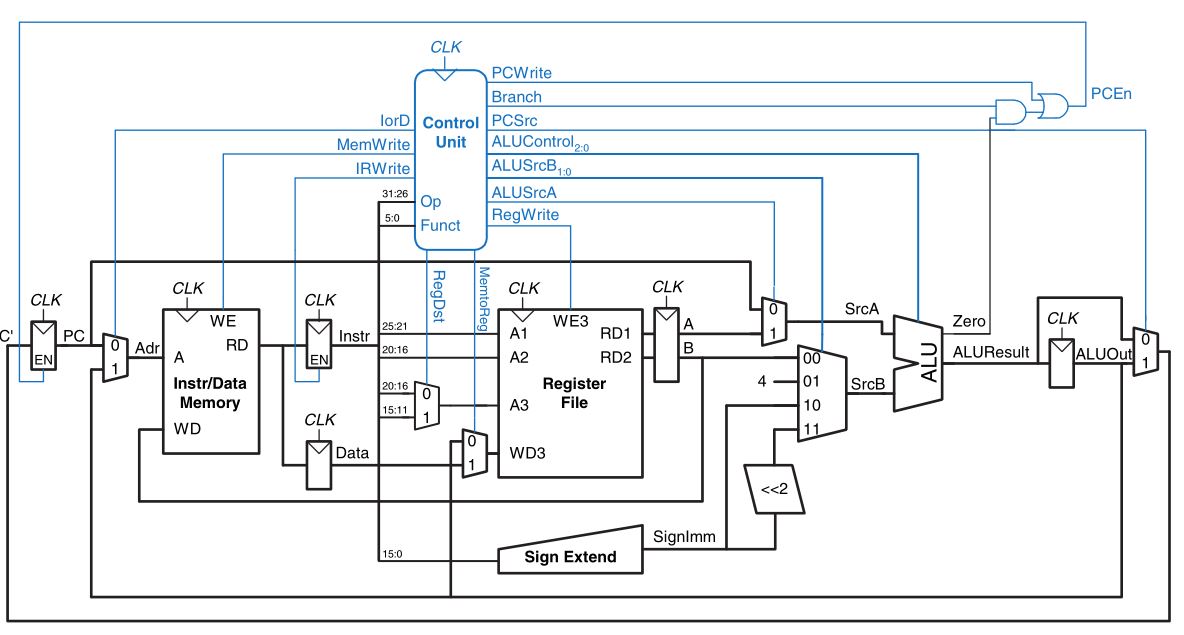 CLK
PCWrite
Branch
PCEn
IorD
Control
Unit
PCSrc
MemWrite
ALUControl2:0
IRWrite
ALUSrcB1:0
31:26
Op
ALUSrcA
5:0
Funct
RegWrite
RegDst
MemtoReg
CLK
CLK
CLK
CLK
CLK
C'
PC
EN
0
1
Adr
WE
A
RD
Instr/Data
Memory
WD
EN
Instr
25:21
20:16
20:16
15:11
0
1
CLK
Data
0
1
WE3
A1
RD1
A2
RD2
Register
File
A3
WD3
A
B
0
1
SrcA
00
4
01
10
11
SrcB
<<2
ALU
Zero
ALUResult
CLK
ALUOut
0
1
15:0
Sign Extend
SignImm